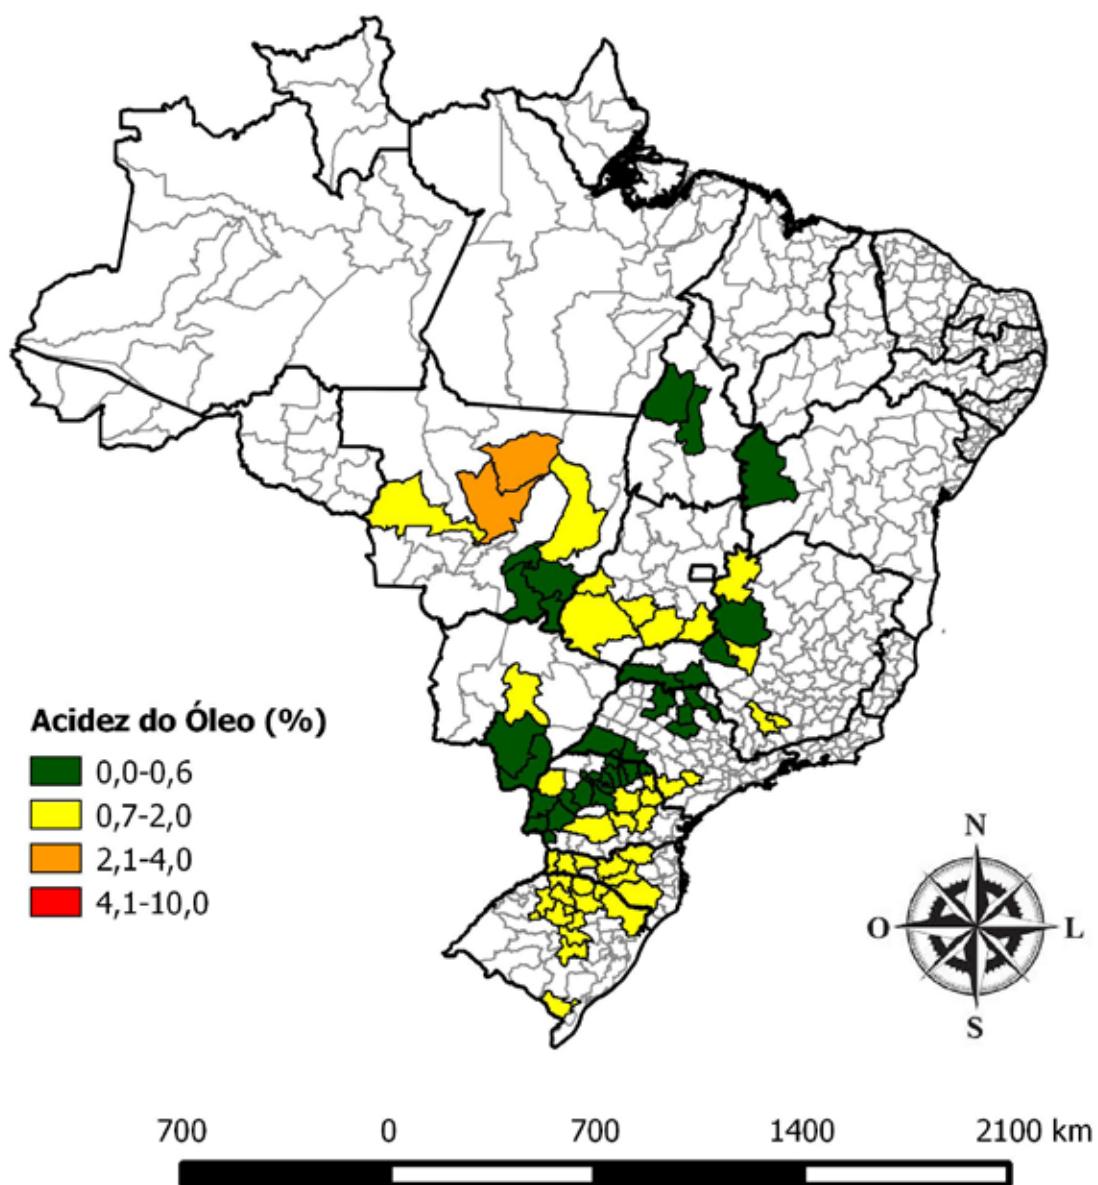 Acidez do Óleo (%)
0,0-0,6
0,7-2,0
2,1-4,0
4,1-10,0
N
O
L
S
700 0 700 1400 2100 km